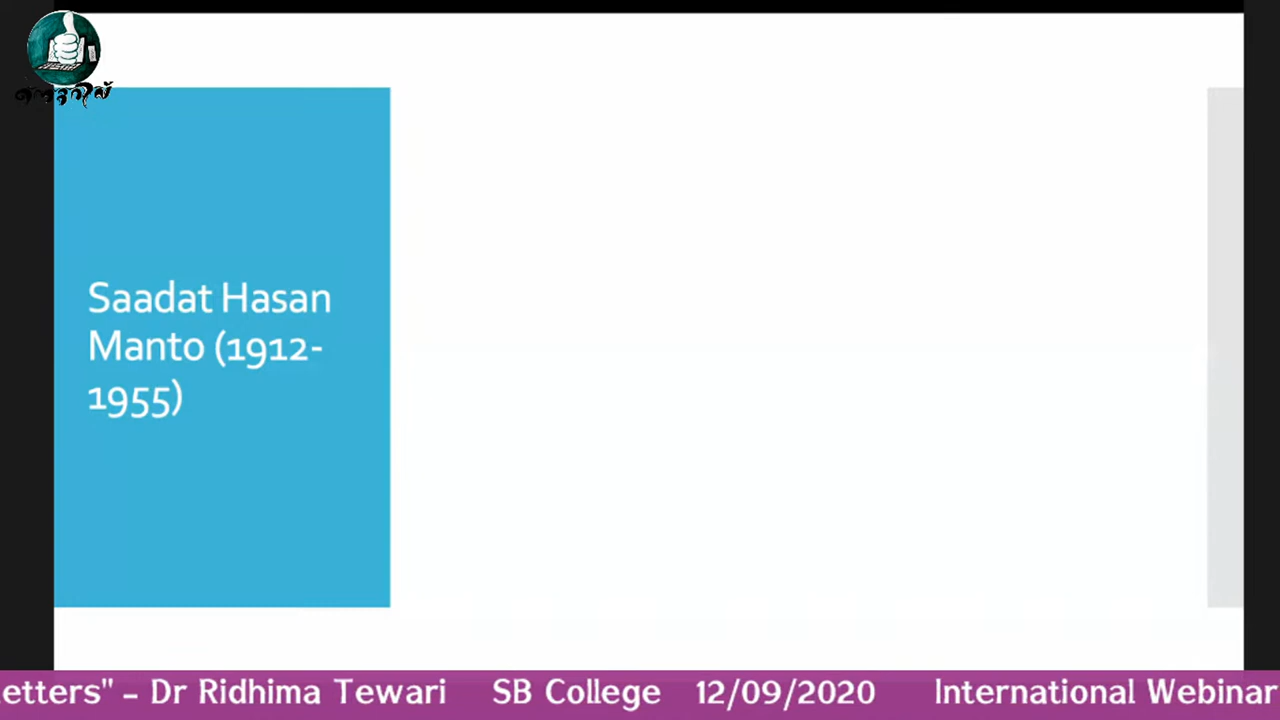 Saadat Hasan
Manto (1912-
1955)
etters" – Dr Ridhima Tewari SB College 12/09/2020 International Webinar